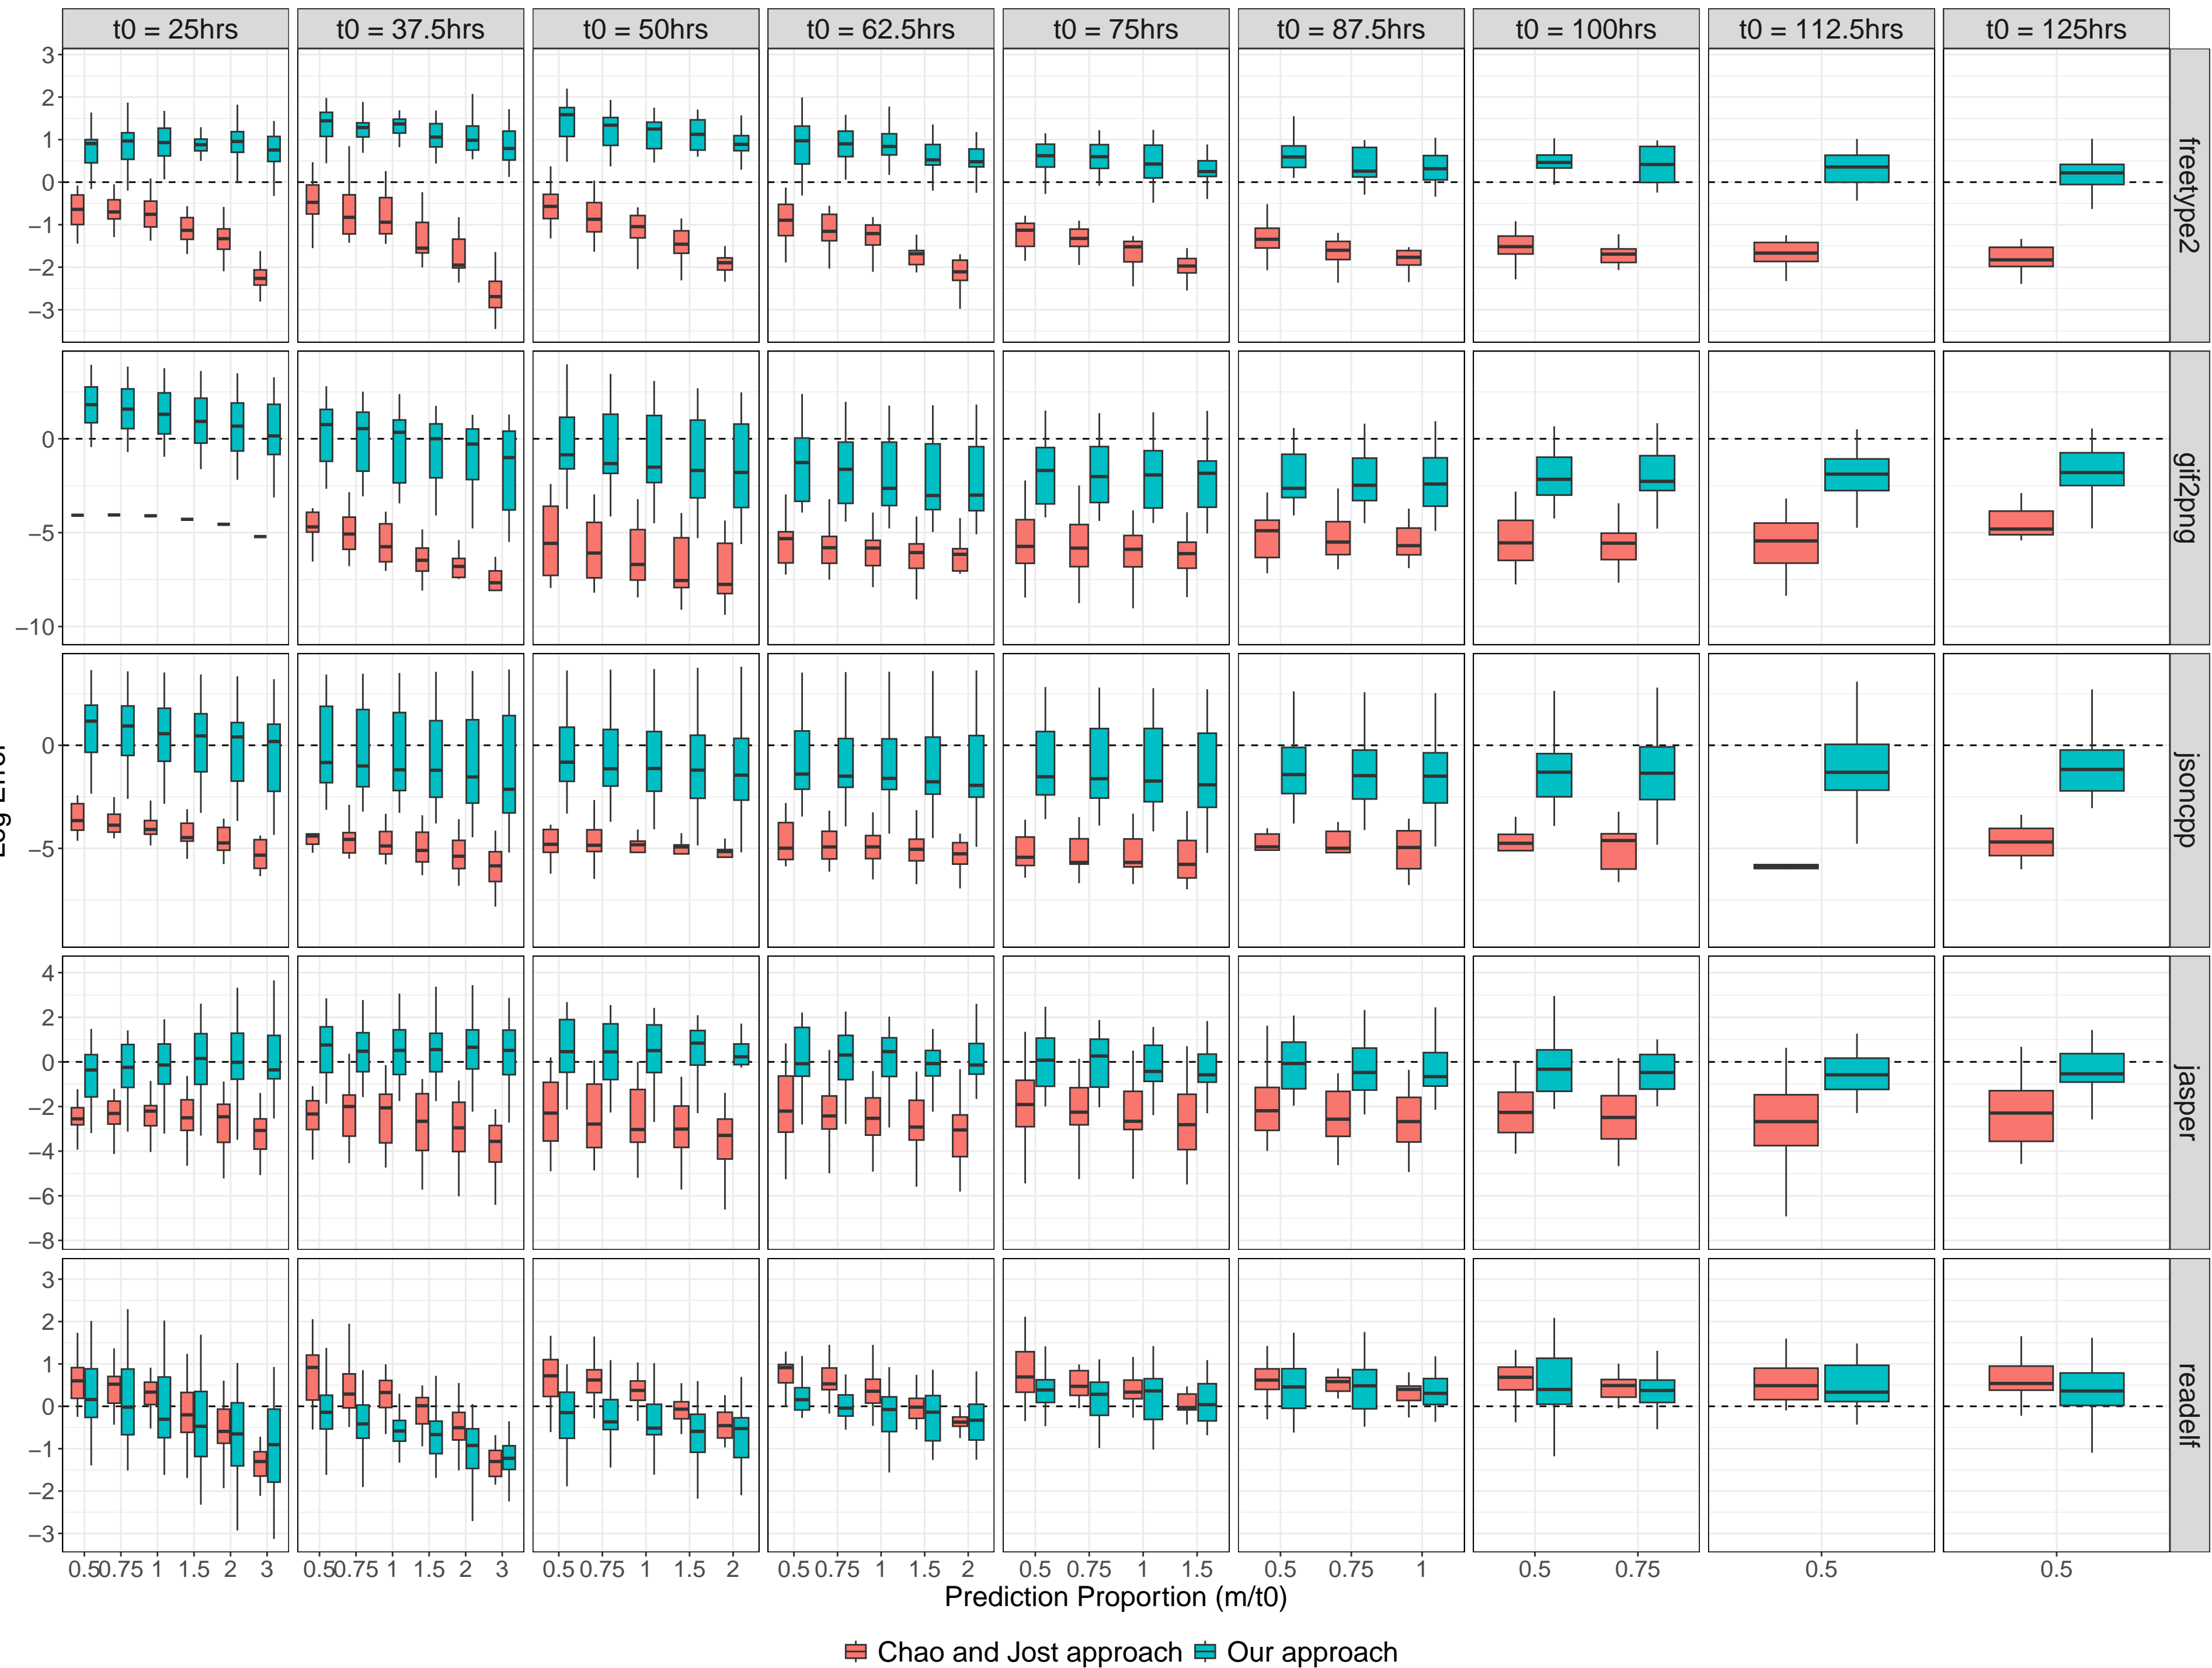 t0 = 25hrs t0 = 37.5hrs t0 = 50hrs t0 = 62.5hrs t0 = 75hrs t0 = 87.5hrs t0 = 100hrs t0 = 112.5hrs t0 = 125hrs
3
2
1
0
−1
−2
−3
freetype2
0
−5
−10
gif2png
0
−5
jsoncpp
4
2
0
−2
−4
−6
−8
jasper
3
2
1
0
−1
−2
−3
readelf
0.5 0.75 1 1.5 2 3 0.5 0.75 1 1.5 2 3 0.5 0.75 1 1.5 2 0.5 0.75 1 1.5 2 0.5 0.75 1 1.5 0.5 0.75 1 0.5 0.75 0.5 0.5
Prediction Proportion (m/t0)
Chao and Jost approach Our approach